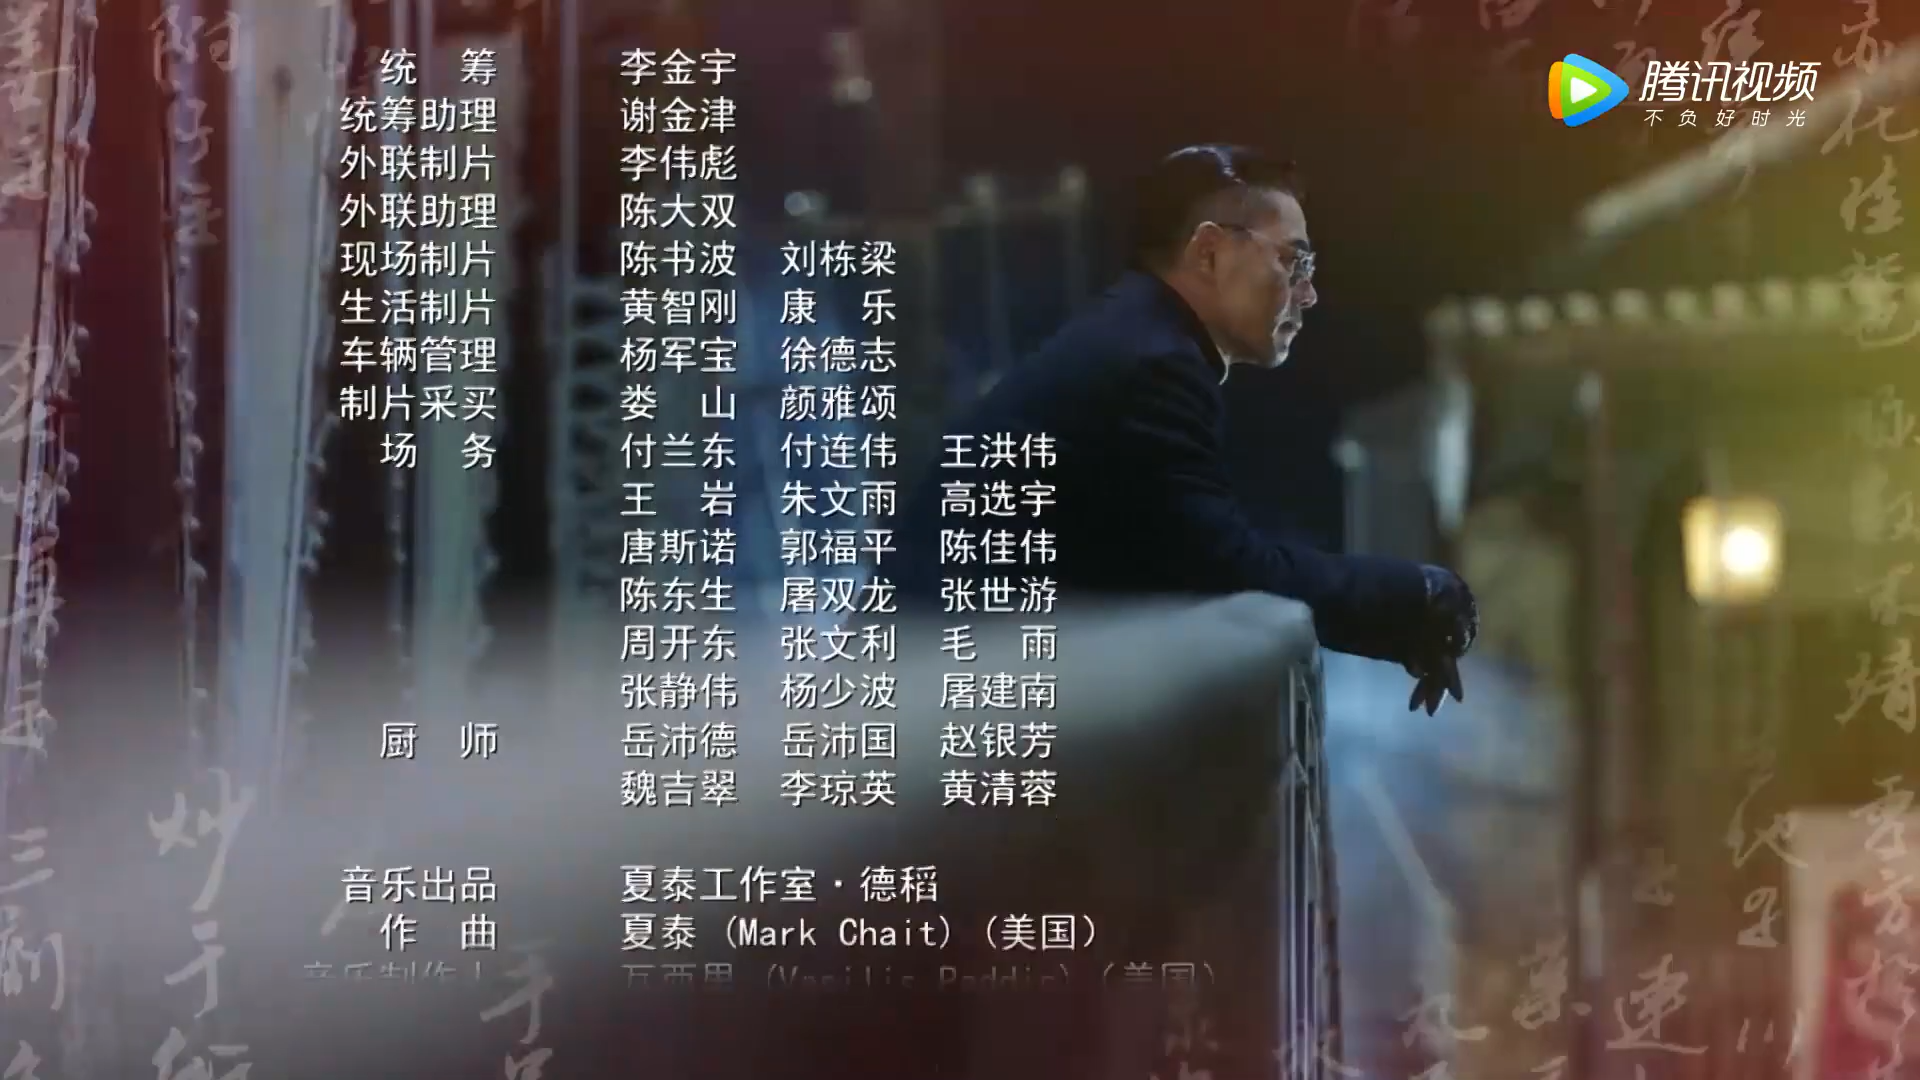 腾讯视频
不负好时光
统 筹 李金宇
统筹助理 谢金津
外联制片 李伟彪
外联助理 陈大双
现场制片 陈书波 刘栋梁
生活制片 黄智刚 康 乐
车辆管理 杨军宝 徐德志
制片采买 娄 山 颜雅颂
场 务 付兰东 付连伟 王洪伟
王 岩 朱文雨 高选宇
唐斯诺 郭福平 陈佳伟
陈东生 屠双龙 张世游
周开东 张文利 毛 雨
张静伟 杨少波 屠建南
厨 师 岳沛德 岳沛国 赵银芳
魏吉翠 李琼英 黄清蓉
音乐出品 夏泰工作室·德稻
作 曲 夏泰 (Mark Chait) (美国)